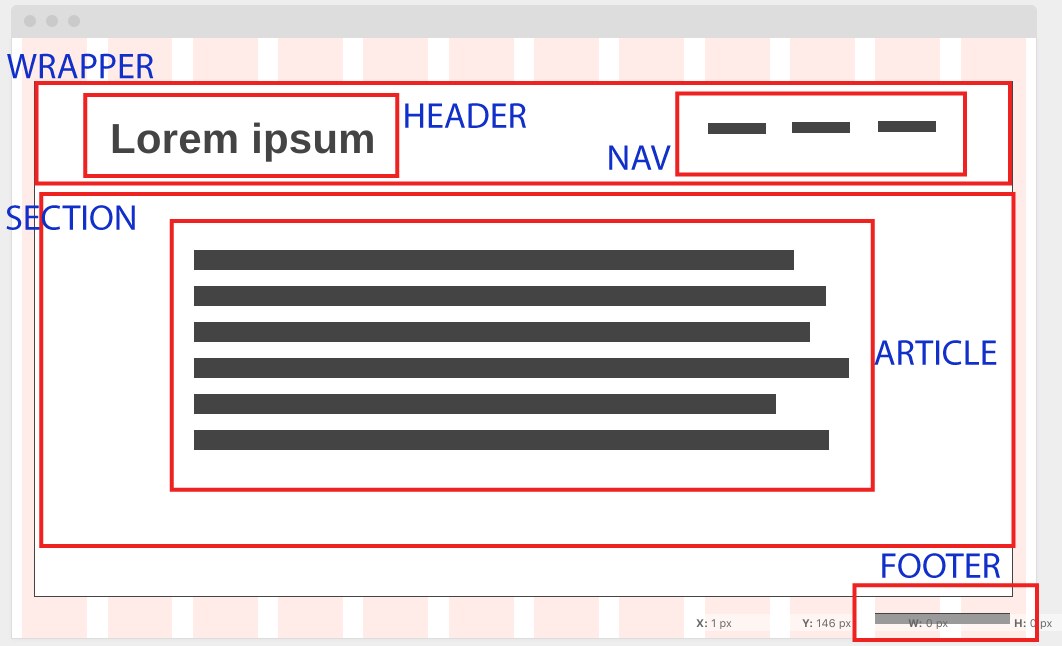 WRAPPER
Lorem ipsum
HEADER
NAV
SECTION
ARTICLE
FOOTER
X: 1 px Y: 146 px W: 0 px H: 0 px